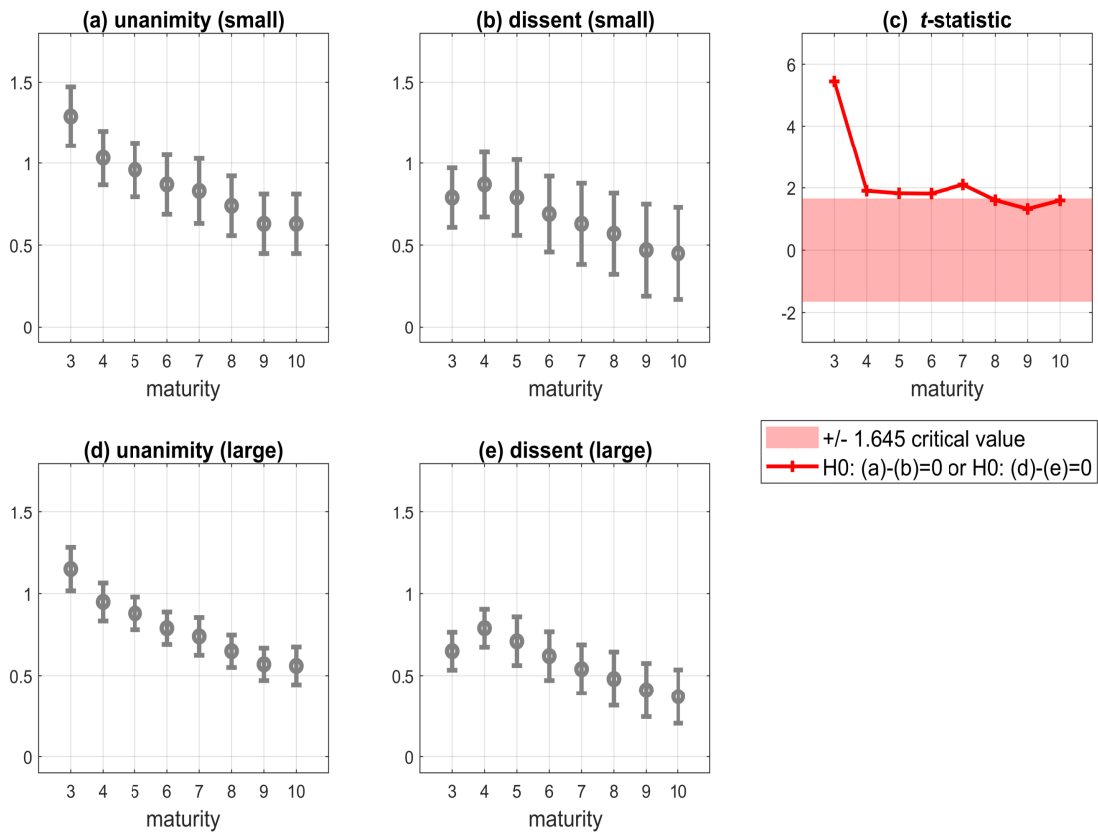 (a) unanimity (small)
1.5
1
0.5
0
3 4 5 6 7 8 9 10
maturity
(b) dissent (small)
1.5
1
0.5
0
3 4 5 6 7 8 9 10
maturity
(c) t-statistic
6
4
2
0
-2
3 4 5 6 7 8 9 10
maturity
+/- 1.645 critical value
H0: (a)-(b)=0 or H0: (d)-(e)=0
(d) unanimity (large)
1.5
1
0.5
0
3 4 5 6 7 8 9 10
maturity
(e) dissent (large)
1.5
1
0.5
0
3 4 5 6 7 8 9 10
maturity